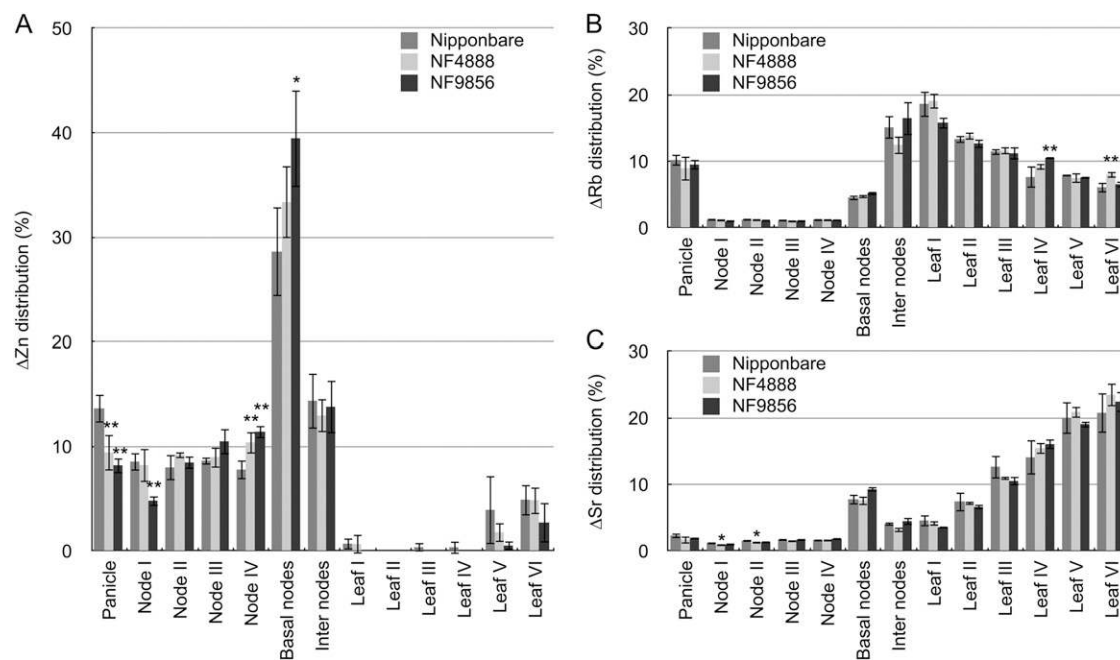 A
50
40
30
20
10
0
ΔZn distribution (%)
Nipponbare
NF4888
NF9856
*
**
**
**
**
**
Panicle
Node I
Node II
Node III
Node IV
Basal nodes
Inter nodes
Leaf I
Leaf II
Leaf III
Leaf IV
Leaf V
Leaf VI
B
30
20
10
0
ΔRb distribution (%)
Nipponbare
NF4888
NF9856
**
**
Panicle
Node I
Node II
Node III
Node IV
Basal nodes
Inter nodes
Leaf I
Leaf II
Leaf III
Leaf IV
Leaf V
Leaf VI
C
30
20
10
0
ΔSr distribution (%)
Nipponbare
NF4888
NF9856
*
*
Panicle
Node I
Node II
Node III
Node IV
Basal nodes
Inter nodes
Leaf I
Leaf II
Leaf III
Leaf IV
Leaf V
Leaf VI